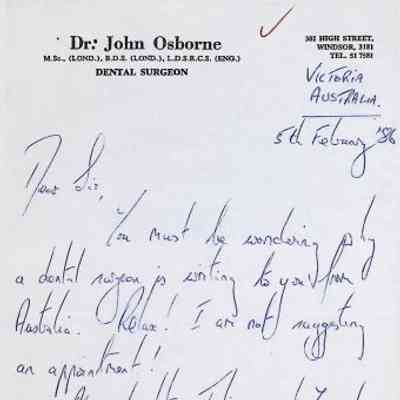 Dr. John Osborne
M.Sc., (LOND.), B.D.S. (LOND.), L.D.S.R.C.S. (ENG.)
DENTAL SURGEON
302 HIGH STREET,
WINDSOR, 3181
TEL. 51 7581
VICTORIA
AUSTRALIA.
5th February '86
Dear Sir,
You must be wondering why
a dental surgeon is writing to you from
Australia. Relax! I am not suggesting
an appointment!